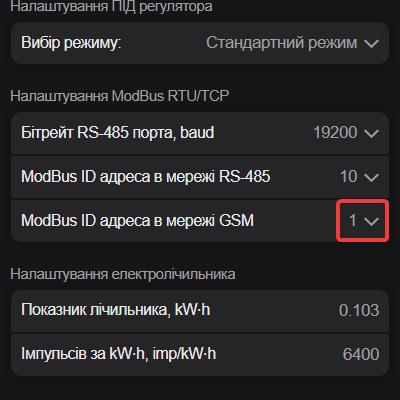 Налаштування ПІД регулятора
Вибір режиму: Стандартний режим
Налаштування ModBus RTU/TCP
Бітрейт RS-485 порта, baud 19200
ModBus ID адреса в мережі RS-485 10
ModBus ID адреса в мережі GSM 1
Налаштування електролічильника
Показник лічильника, kW·h 0.103
Імпульсів за kW·h, imp/kW·h 6400